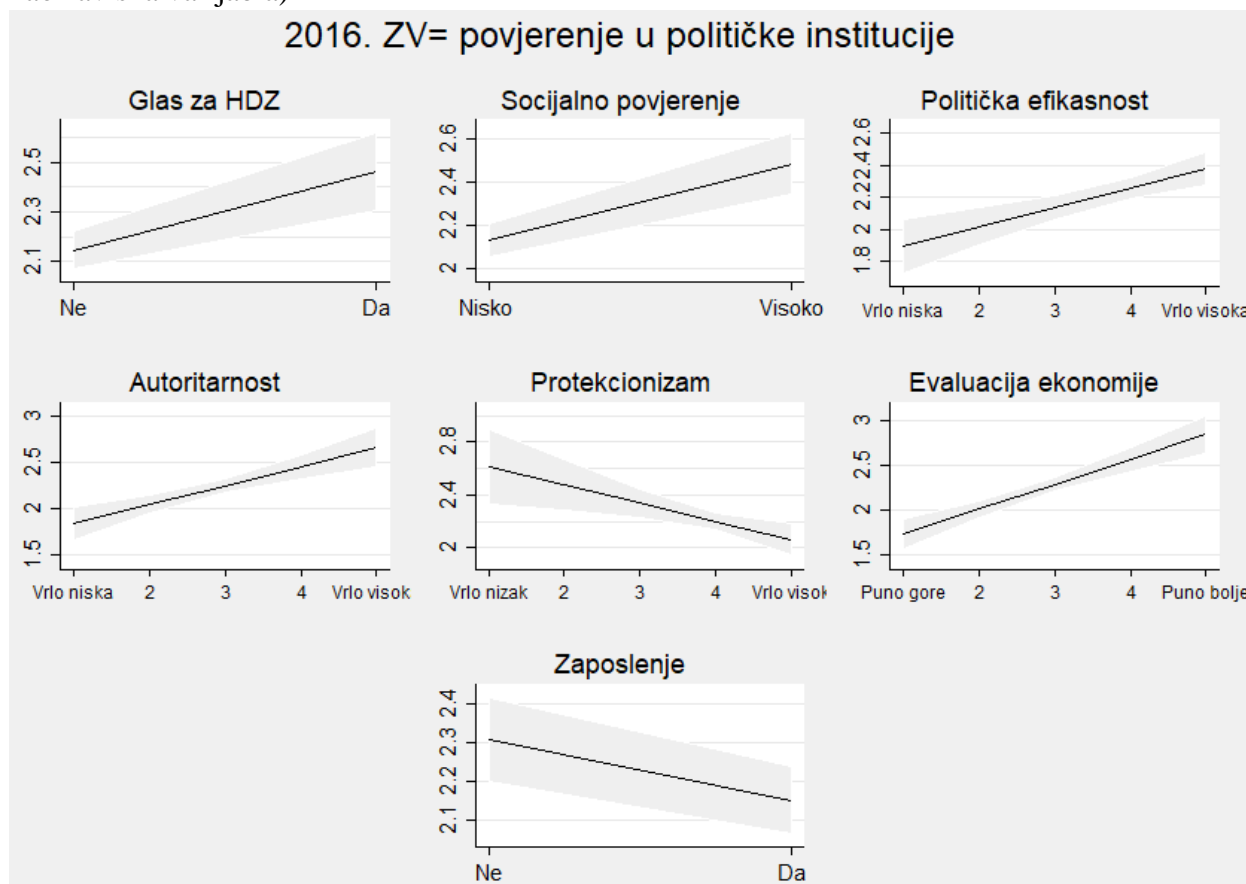 2016. ZV= povjerenje u političke institucije
Glas za HDZ
2.5
2.3
2.1
Ne Da
Socijalno povjerenje
2.6
2.4
2.2
2
Nisko Visoko
Politička efikasnost
2.6
2.4
2.2
2
1.8
Vrlo niska 2 3 4 Vrlo visoka
Autoritarnost
3
2.5
2
1.5
Vrlo niska 2 3 4 Vrlo visok
Protekcionizam
2.8
2.4
2
Vrlo nizak 2 3 4 Vrlo visok
Evaluacija ekonomije
3
2.5
2
1.5
Puno gore 2 3 4 Puno bolje
Zaposlenje
2.4
2.3
2.2
2.1
Ne Da